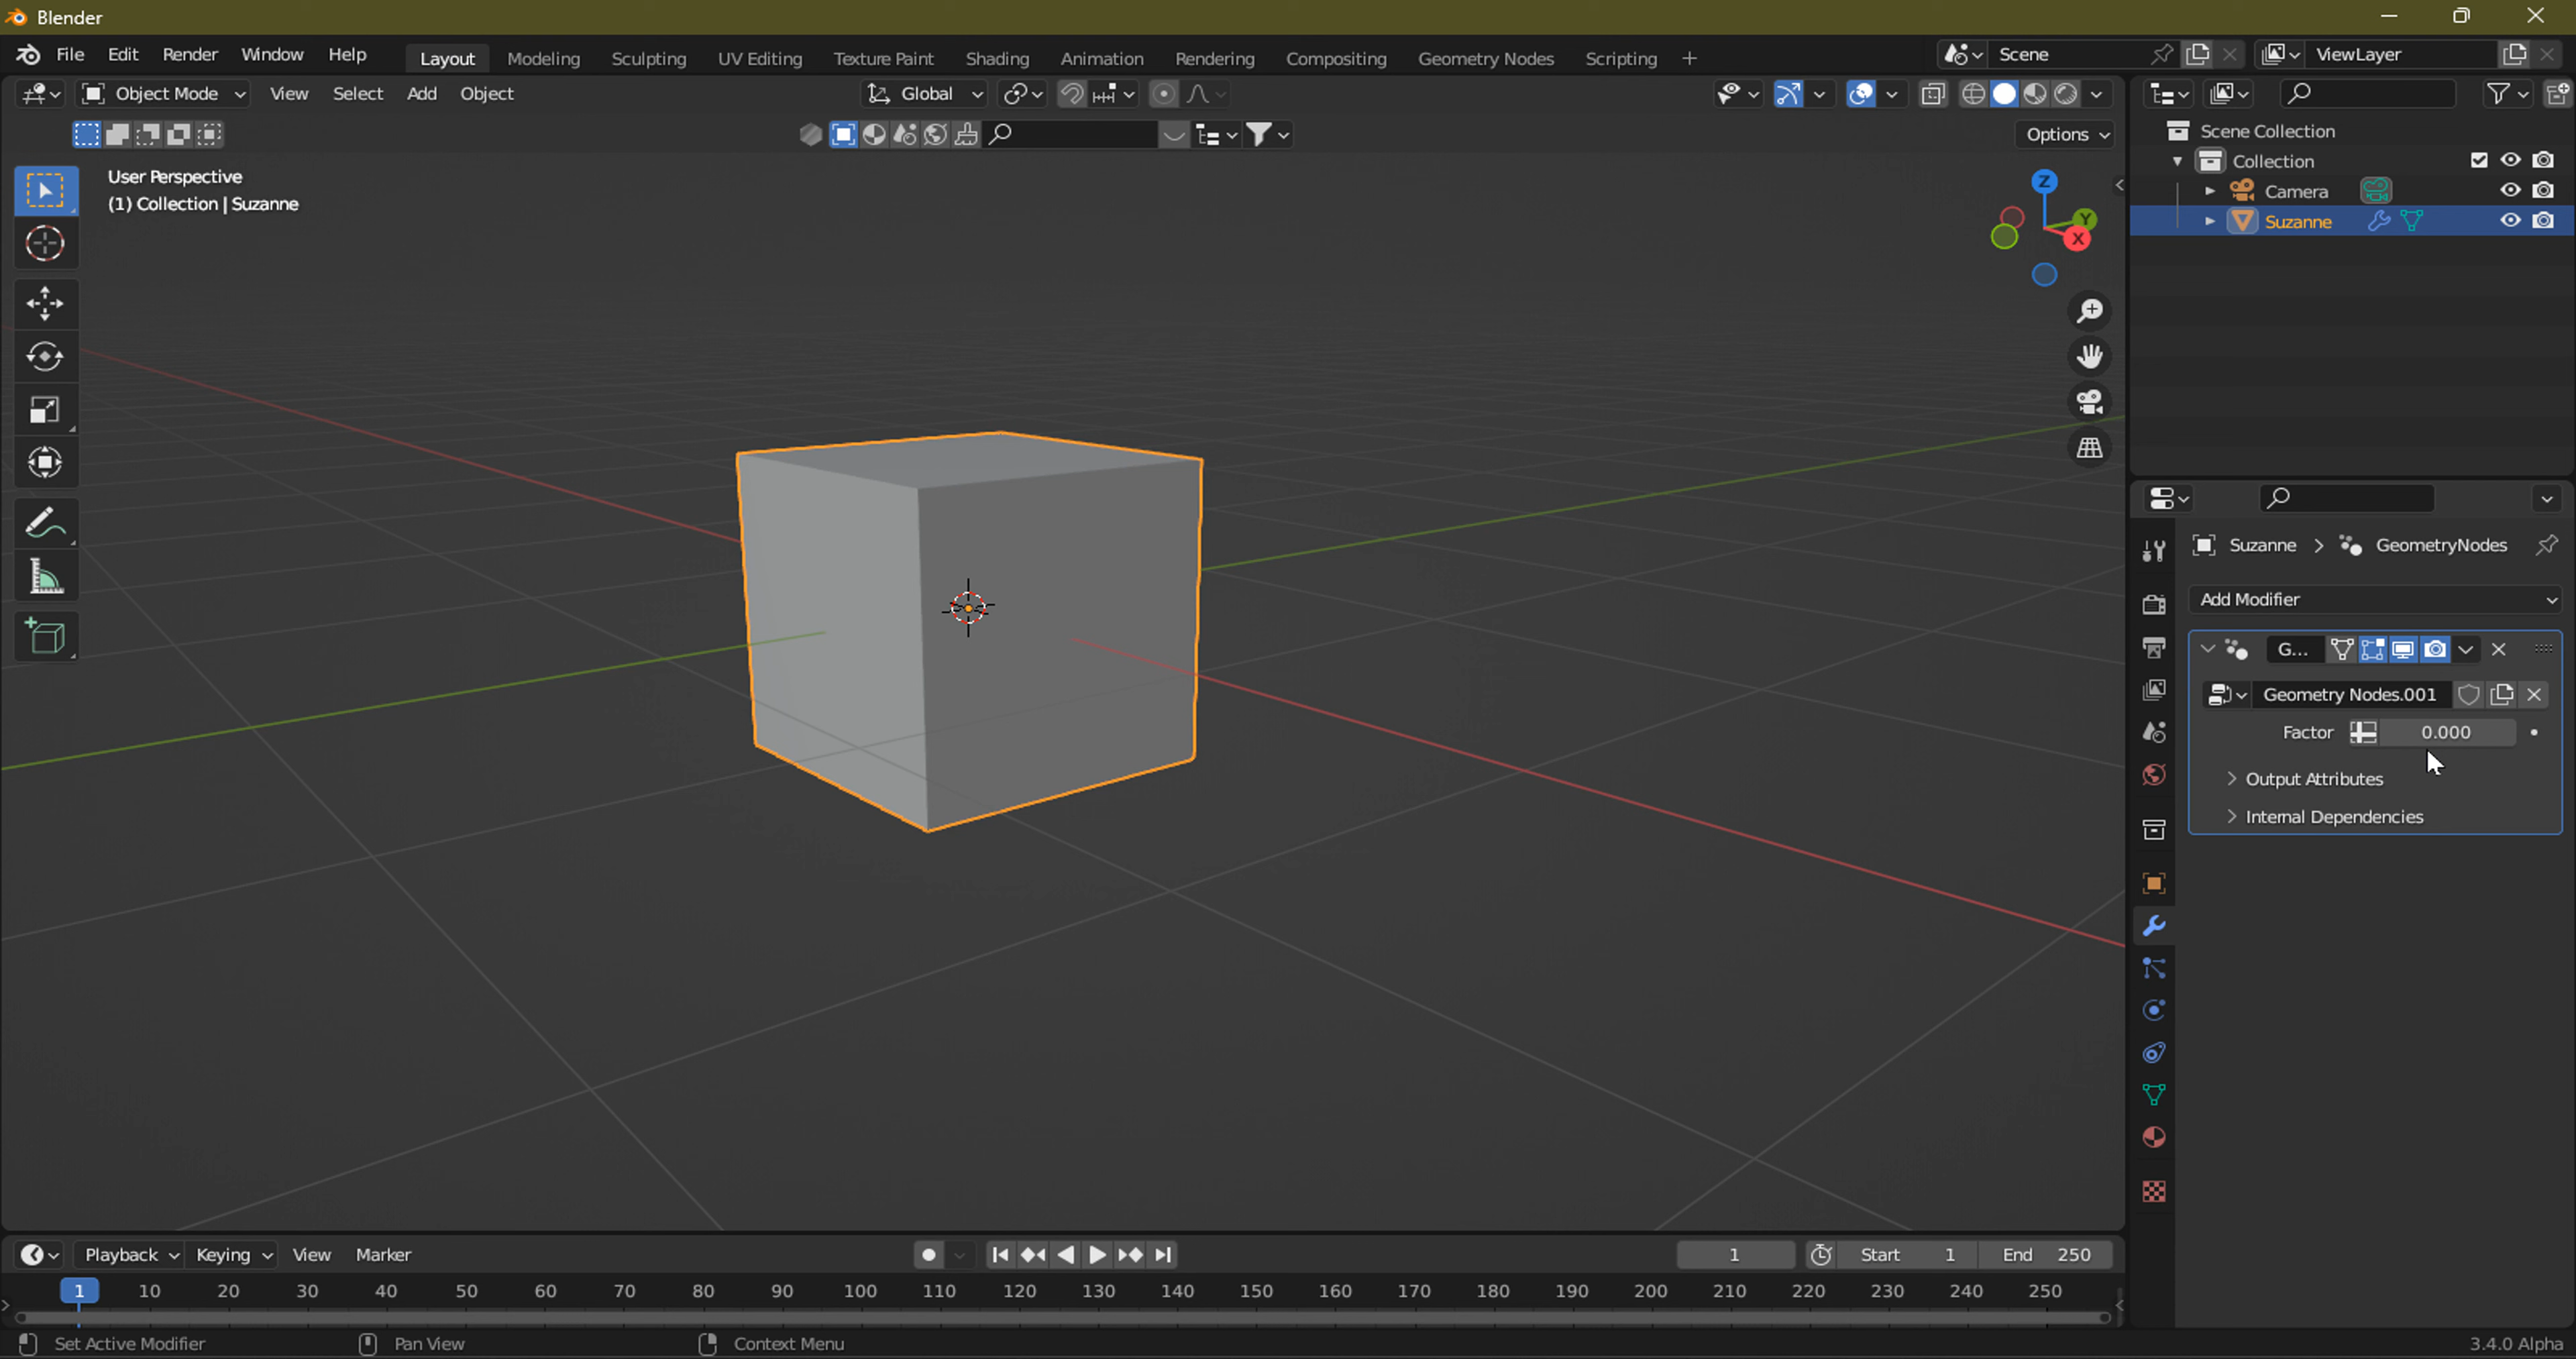 Blender
File Edit Render Window Help Layout Modeling Sculpting UV Editing Texture Paint Shading Animation Rendering Compositing Geometry Nodes Scripting + Scene ViewLayer
Object Mode View Select Add Object Global
Options
User Perspective
(1) Collection | Suzanne
Z
Y
X
Scene Collection
Collection
Camera
Suzanne
Suzanne > GeometryNodes
Add Modifier
G...
Geometry Nodes.001
Factor 0.000
Output Attributes
Internal Dependencies
Playback Keying View Marker 1 Start 1 End 250
1 10 20 30 40 50 60 70 80 90 100 110 120 130 140 150 160 170 180 190 200 210 220 230 240 250
Set Active Modifier Pan View Context Menu 3.4.0 Alpha